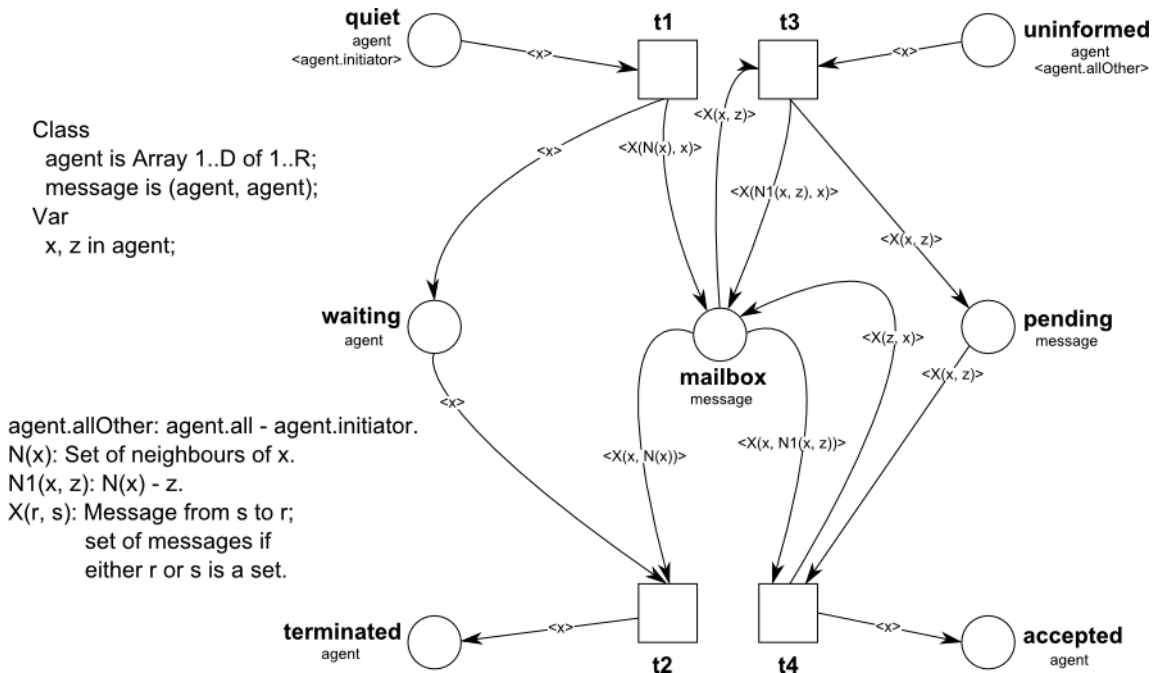 quiet
agent
<agent.initiator>
t1
t3
uninformed
agent
<agent.allOther>
<x>
<x>
Class
agent is Array 1..D of 1..R;
message is (agent, agent);
Var
x, z in agent;
<x>
<X(N(x), x)>
<X(x, z)>
<X(N1(x, z), x)>
<X(x, z)>
waiting
agent
mailbox
message
pending
message
<X(z, x)>
<X(x, z)>
<x>
agent.allOther: agent.all - agent.initiator.
N(x): Set of neighbours of x.
N1(x, z): N(x) - z.
X(r, s): Message from s to r;
set of messages if
either r or s is a set.
<X(x, N(x))>
<X(x, N1(x, z))>
terminated
agent
<x>
t2
t4
<x>
accepted
agent